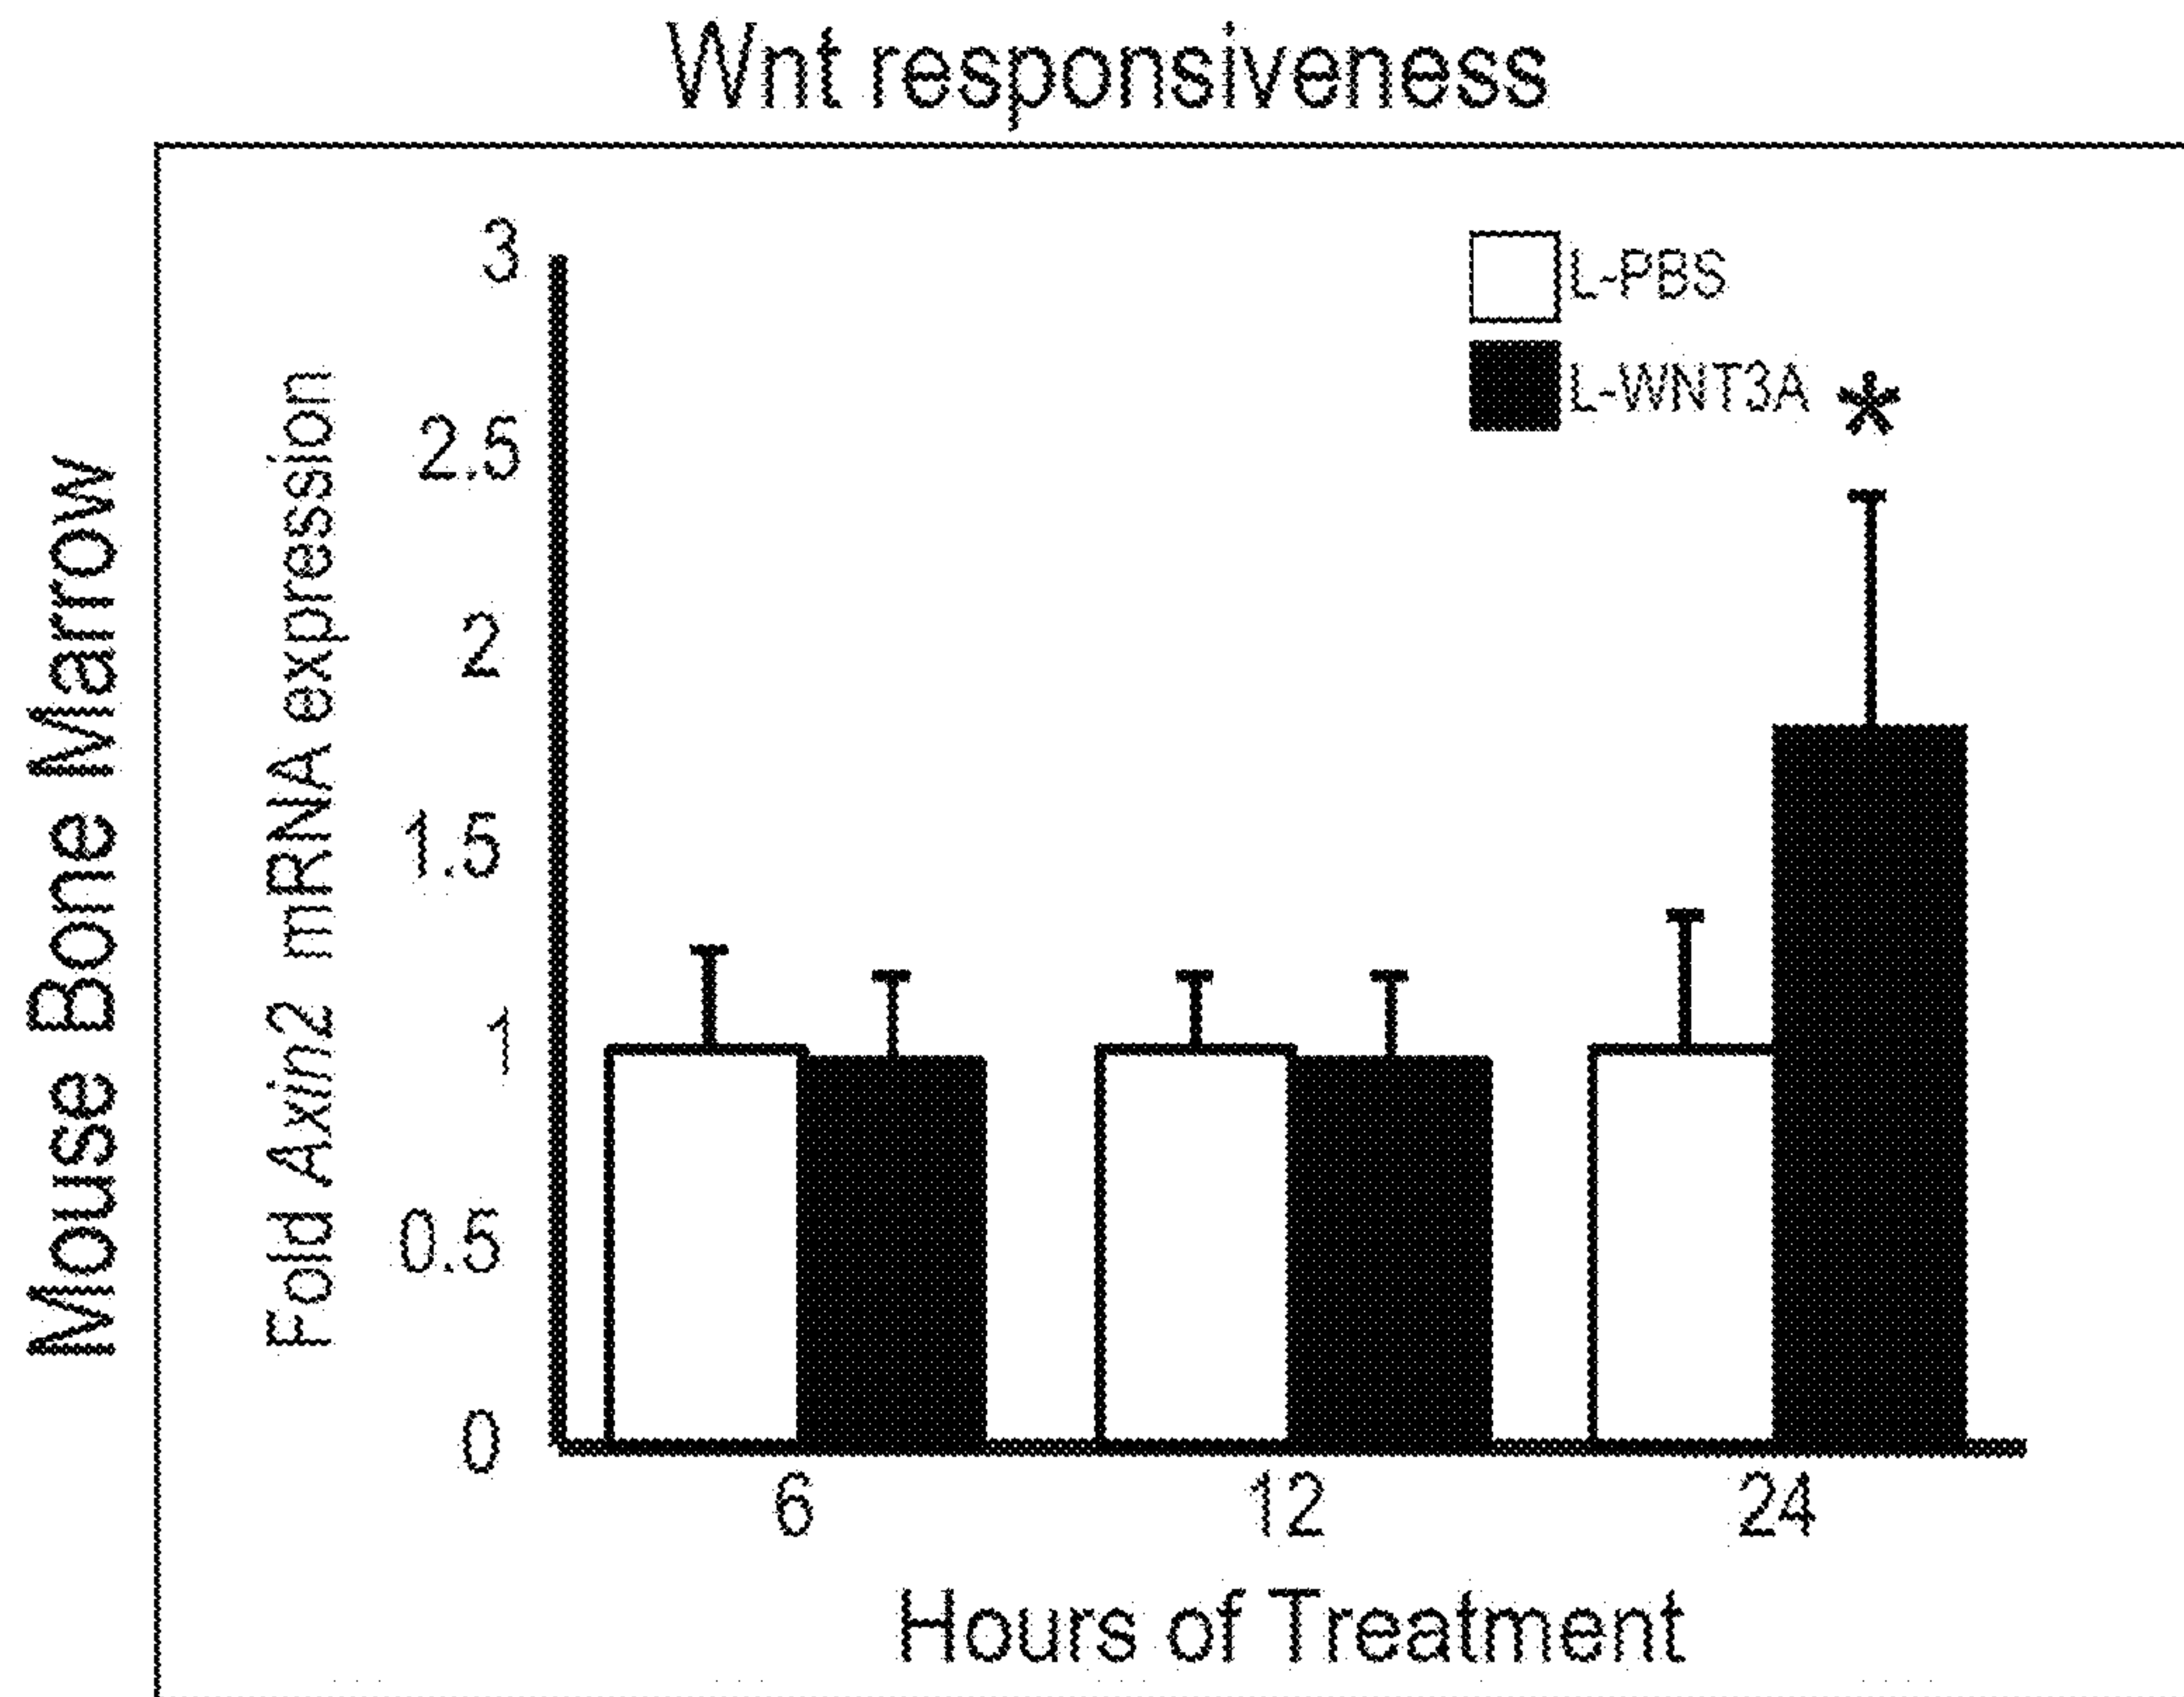 Wnt responsiveness
Mouse Bone Marrow
Fold Axin2 mRNA expression
3
2.5
2
1.5
1
0.5
0
L-PBS
L-WNT3A
*
6 12 24
Hours of Treatment